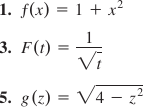 1. f(x) = 1 + x²
3. F(t) = 1/√t
5. g(z) = √(4 − z²)